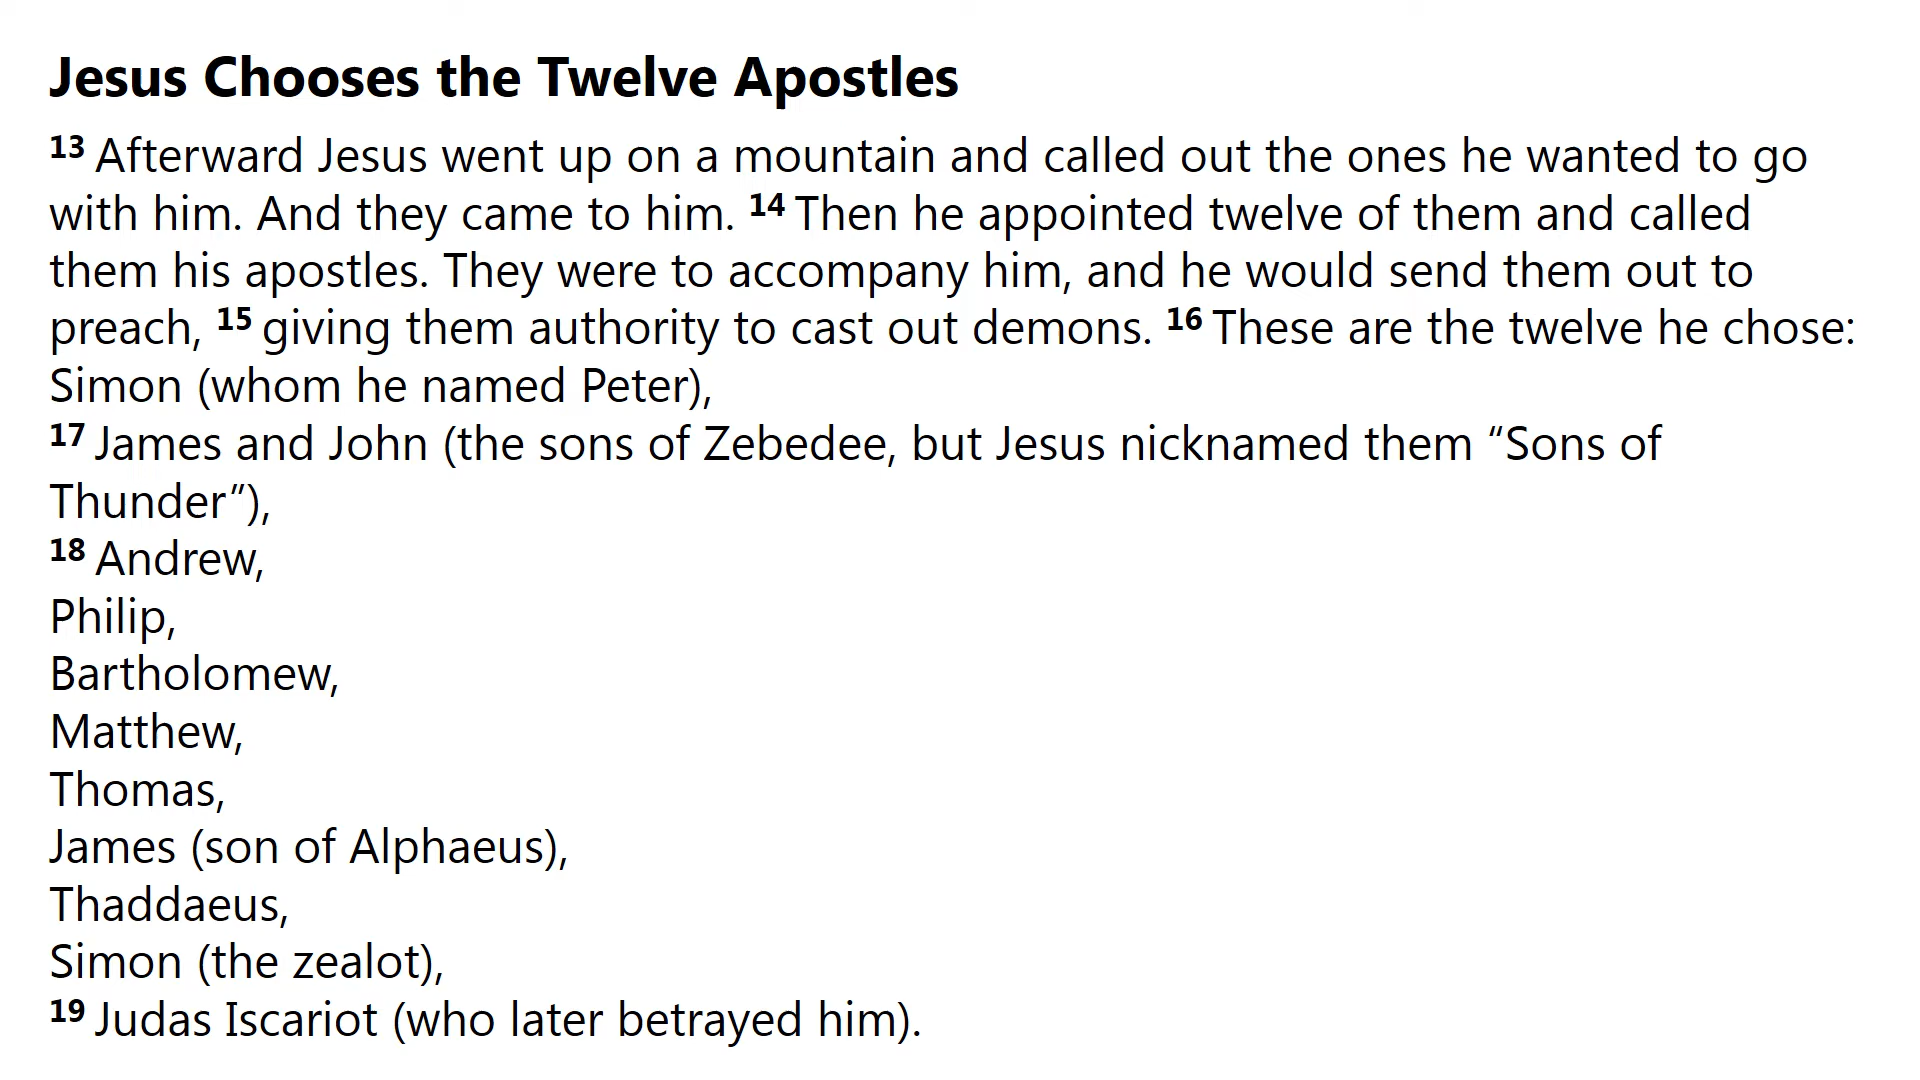 Jesus Chooses the Twelve Apostles
13 Afterward Jesus went up on a mountain and called out the ones he wanted to go
with him. And they came to him. 14 Then he appointed twelve of them and called
them his apostles. They were to accompany him, and he would send them out to
preach, 15 giving them authority to cast out demons. 16 These are the twelve he chose:
Simon (whom he named Peter),
17 James and John (the sons of Zebedee, but Jesus nicknamed them “Sons of
Thunder”),
18 Andrew,
Philip,
Bartholomew,
Matthew,
Thomas,
James (son of Alphaeus),
Thaddaeus,
Simon (the zealot),
19 Judas Iscariot (who later betrayed him).